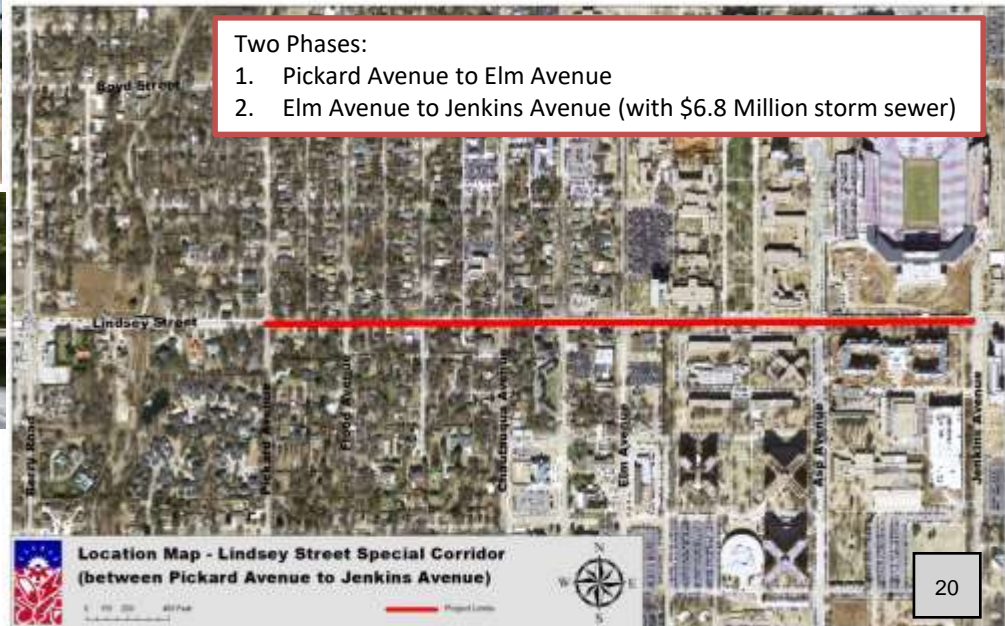 Two Phases:
1. Pickard Avenue to Elm Avenue
2. Elm Avenue to Jenkins Avenue (with $6.8 Million storm sewer)
Boyd Street
Lindsey Street
Berry Road
Pickard Avenue
Flood Avenue
Chautauqua Avenue
Elm Avenue
Asp Avenue
Jenkins Avenue
Location Map - Lindsey Street Special Corridor
(between Pickard Avenue to Jenkins Avenue)
Project Limits
N
W E
S
20